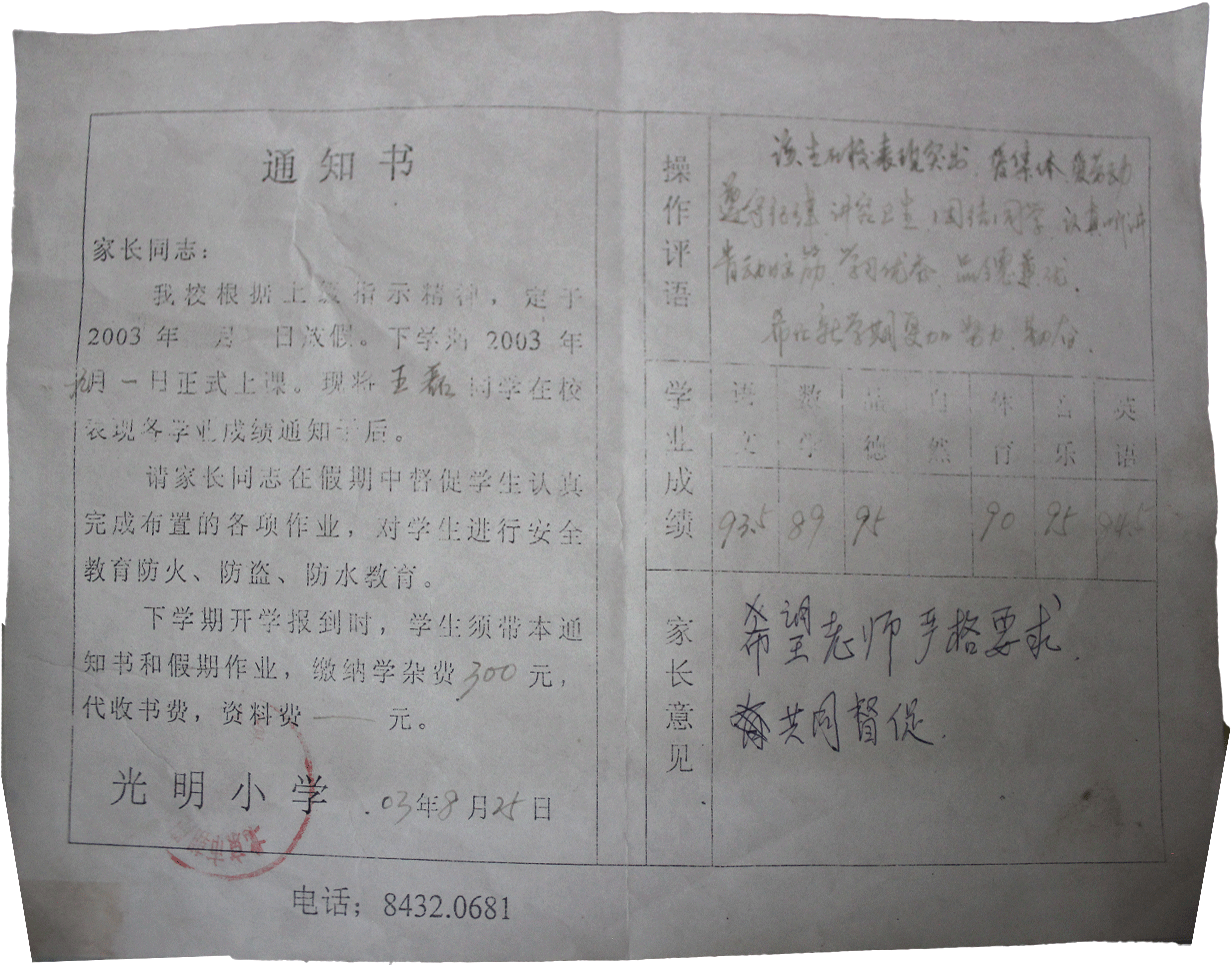 通知书
家长同志：
我校根据上级指示精神，定于
2003 年 月 日放假。下学期 2003 年
九月一日正式上课。现将王磊同学在校
表现各学业成绩通知于后。
请家长同志在假期中督促学生认真
完成布置的各项作业，对学生进行安全
教育防火、防盗、防水教育。
下学期开学报到时，学生须带本通
知书和假期作业，缴纳学杂费300元，
代收书费，资料费——元。
光明小学
03年8月25日
电话；8432.0681
操作评语
该生在校表现突出，爱集体，爱劳动
遵守纪律，讲究卫生，团结同学，认真听讲
肯动脑筋，学习优秀，品德兼优。
希在新学期更加努力，勤奋。
学业成绩
语文 数学 品德 自然 体育 音乐 英语
93.5 89 95 90 95 94.5
家长意见
希望老师严格要求，
共同督促。